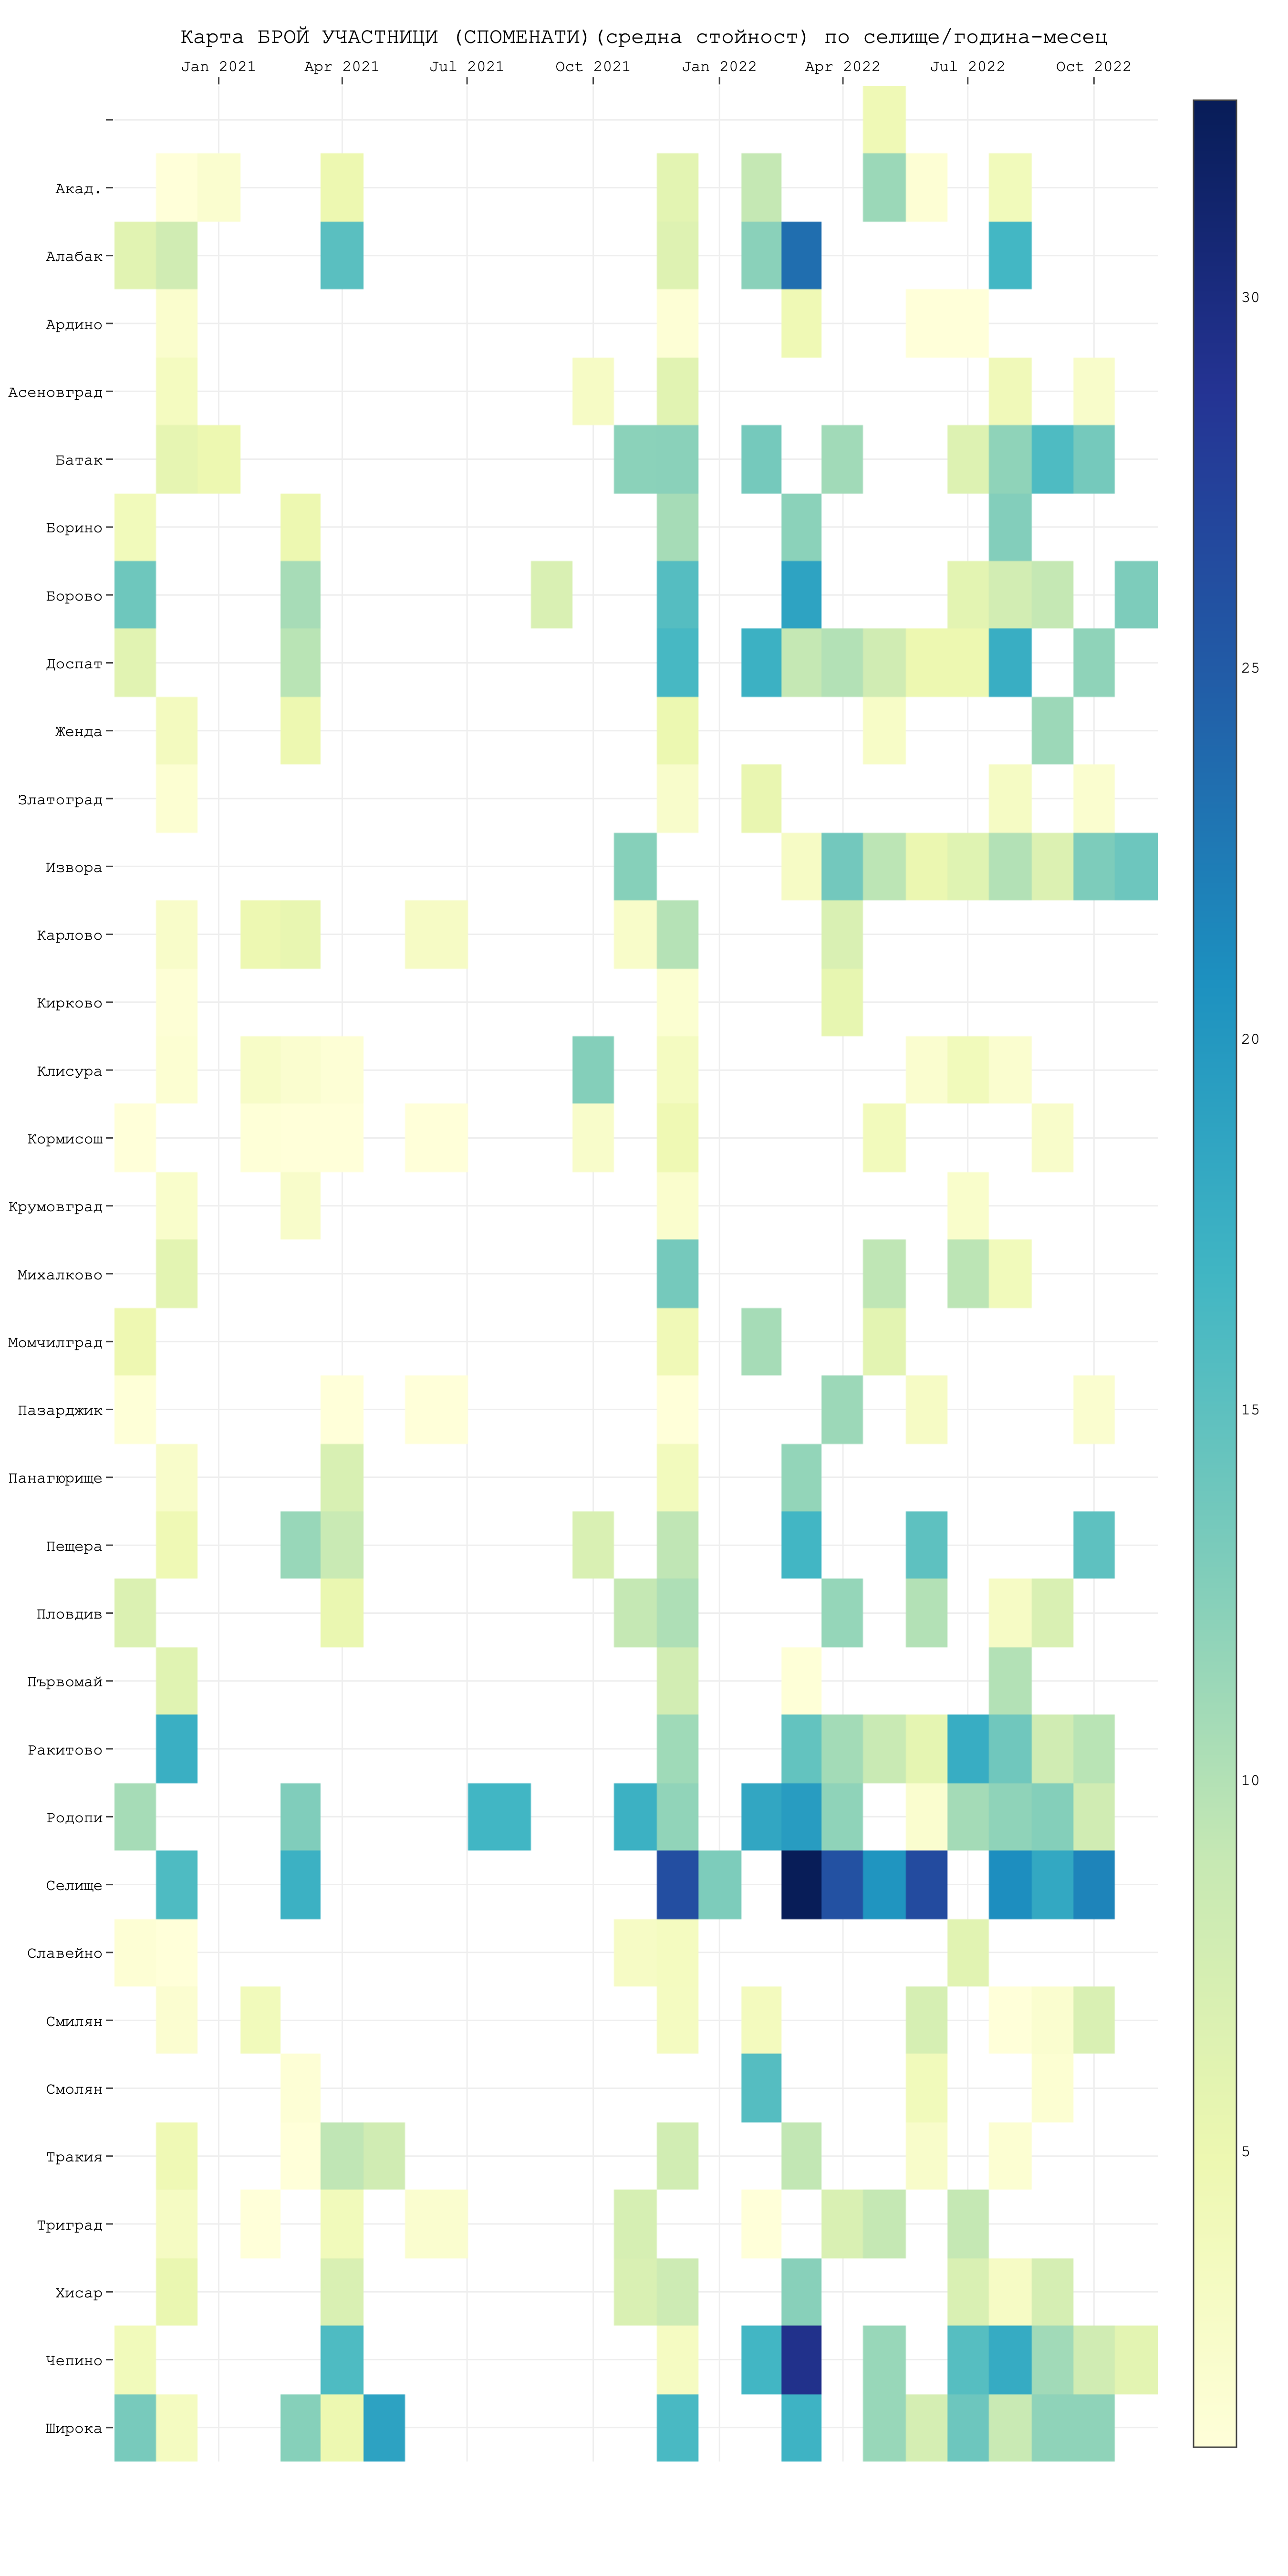 Карта БРОЙ УЧАСТНИЦИ (СПОМЕНАТИ)(средна стойност) по селище/година-месец
Jan 2021 Apr 2021 Jul 2021 Oct 2021 Jan 2022 Apr 2022 Jul 2022 Oct 2022
Акад.
Алабак
30
Ардино
Асеновград
Батак
Борино
Борово
Доспат
25
Женда
Златоград
Извора
Карлово
Кирково
20
Клисура
Кормисош
Крумовград
Михалково
Момчилград
Пазарджик
15
Панагюрище
Пещера
Пловдив
Първомай
Ракитово
10
Родопи
Селище
Славейно
Смилян
Смолян
Тракия
5
Триград
Хисар
Чепино
Широка